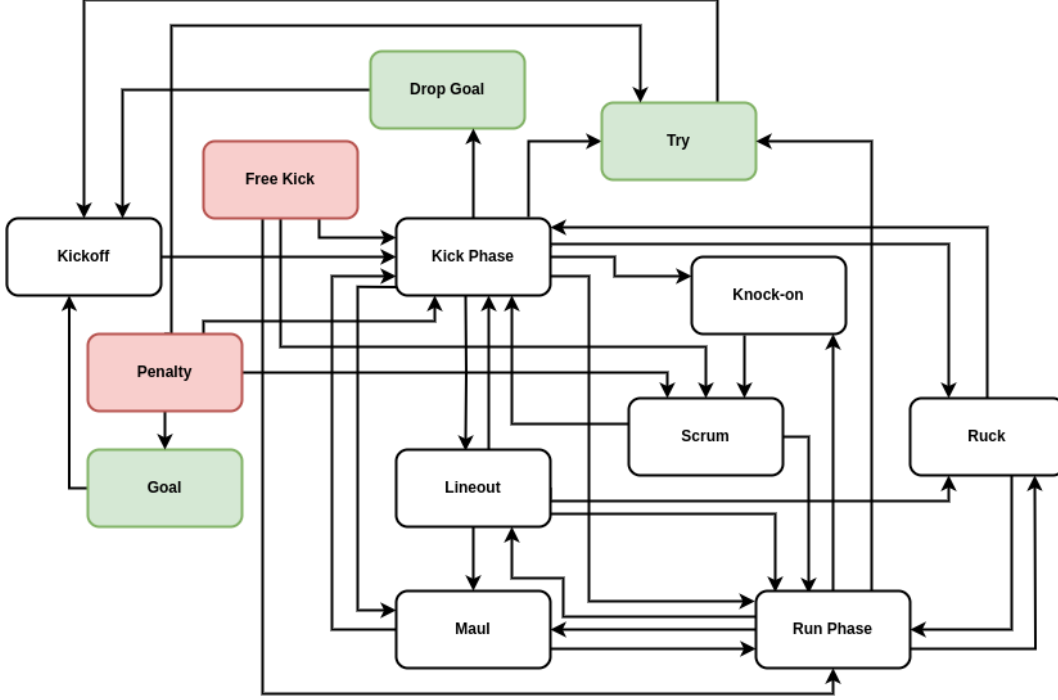 Drop Goal
Try
Free Kick
Kickoff
Kick Phase
Knock-on
Penalty
Scrum
Ruck
Goal
Lineout
Maul
Run Phase